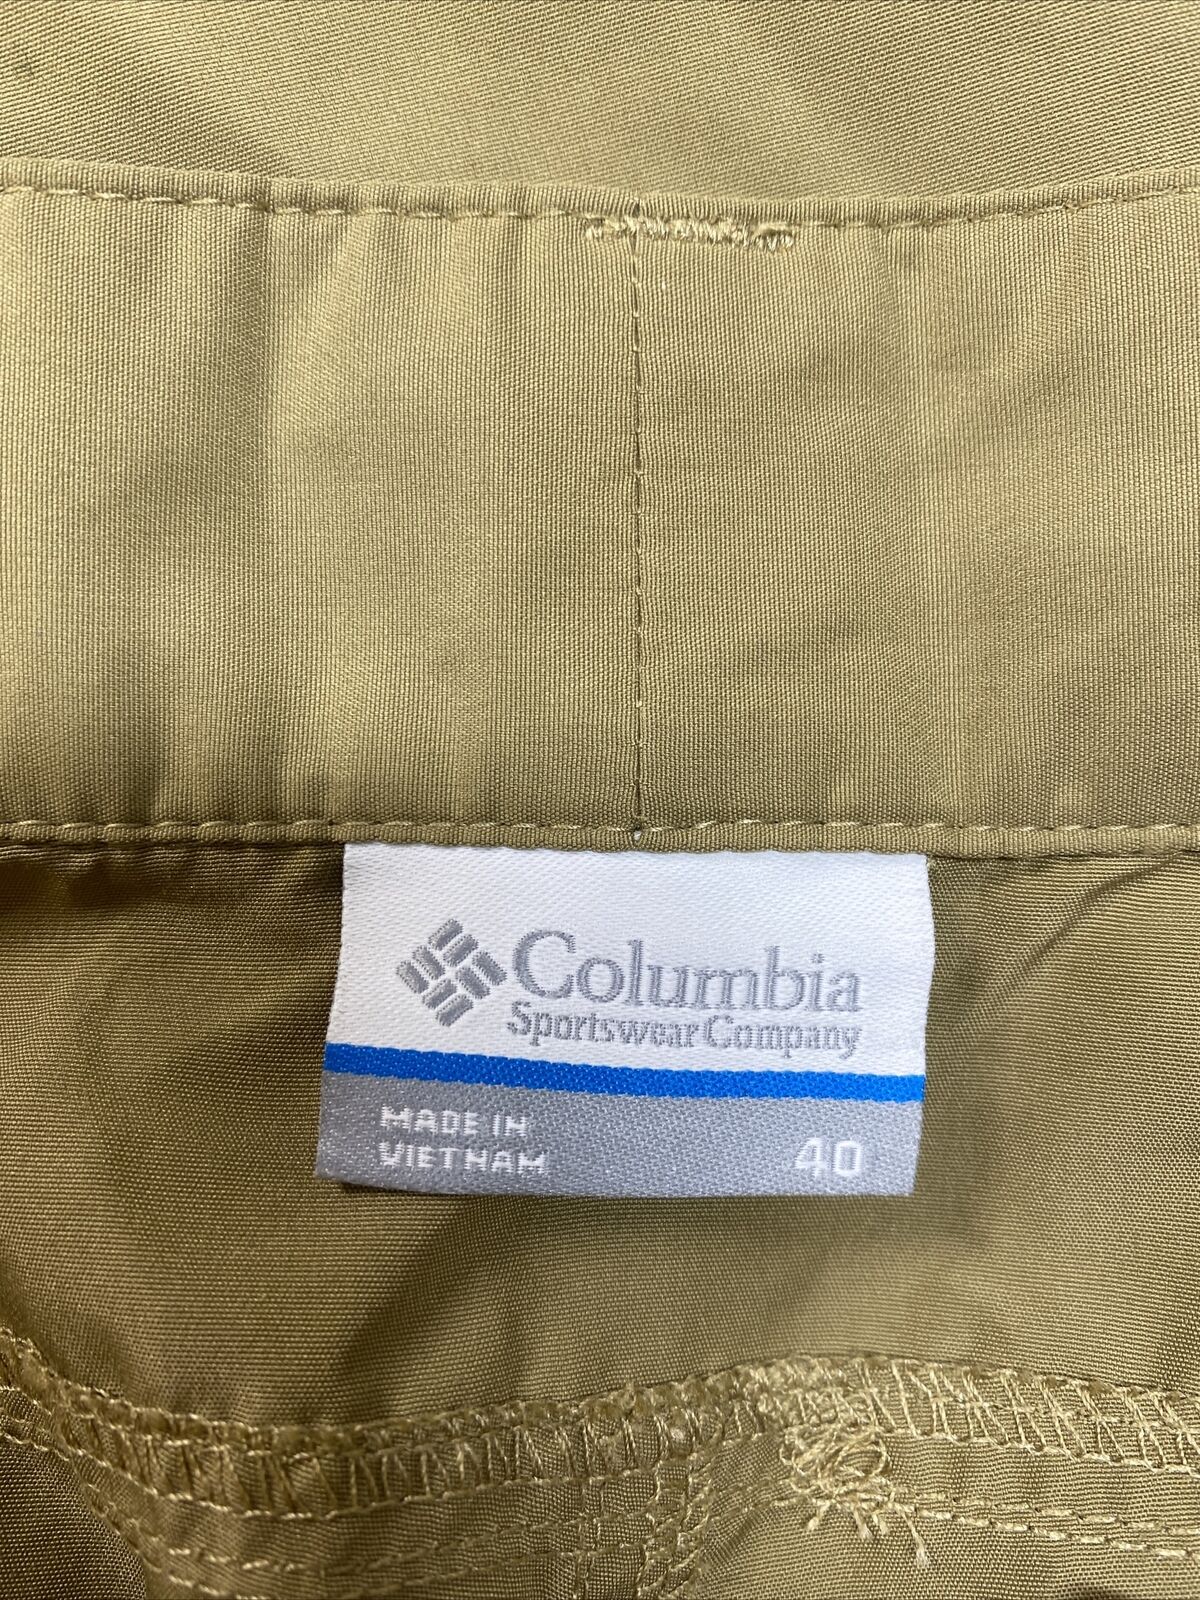 Columbia
Sportswear Company
MADE IN
VIETNAM
40